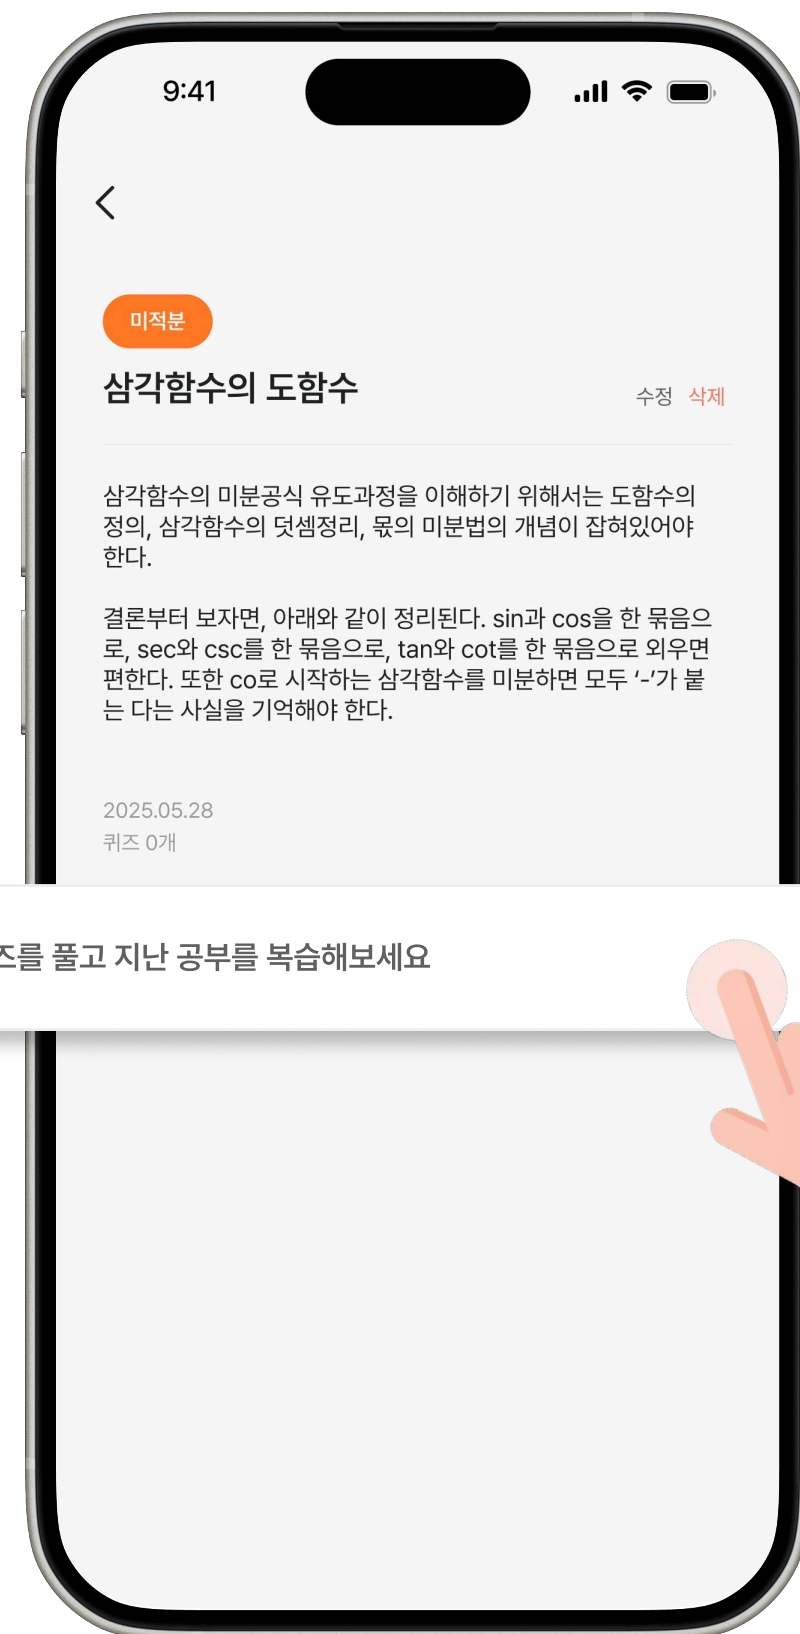 9:41
미적분
삼각함수의 도함수
수정 삭제
삼각함수의 미분공식 유도과정을 이해하기 위해서는 도함수의
정의, 삼각함수의 덧셈정리, 몫의 미분법의 개념이 잡혀있어야
한다.
결론부터 보자면, 아래와 같이 정리된다. sin과 cos을 한 묶음으
로, sec와 csc를 한 묶음으로, tan와 cot를 한 묶음으로 외우면
편한다. 또한 co로 시작하는 삼각함수를 미분하면 모두 ‘-’가 붙
는 다는 사실을 기억해야 한다.
2025.05.28
퀴즈 0개
즈를 풀고 지난 공부를 복습해보세요